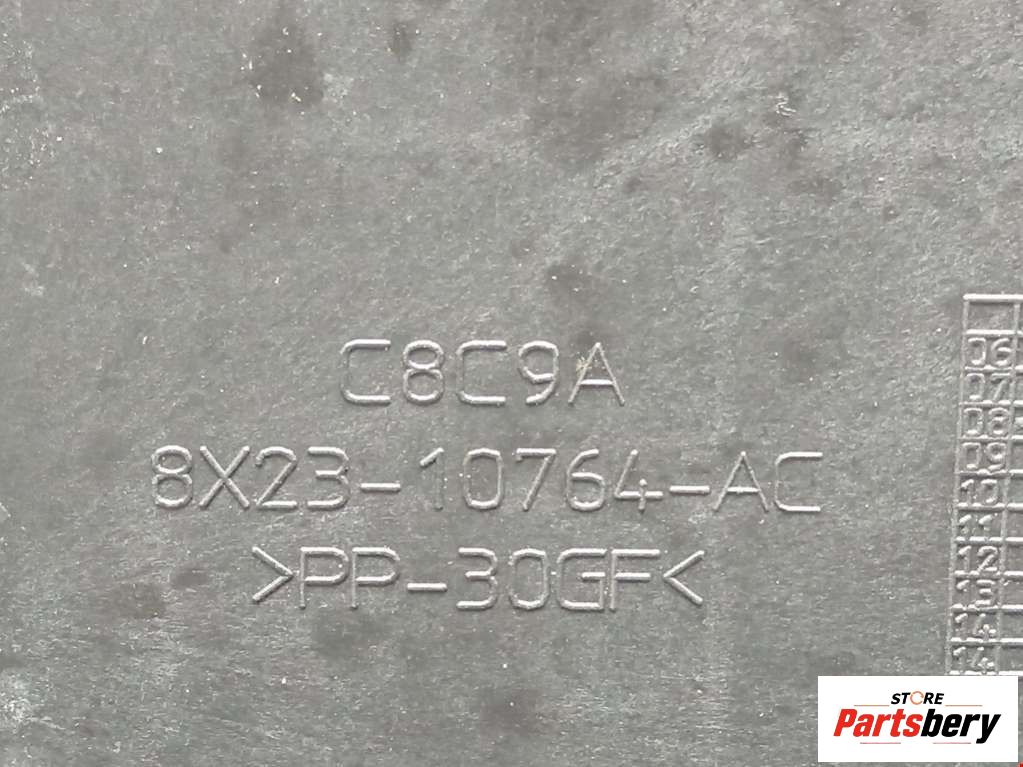 C8C9A
8X23-10764-AC
>PP-30GF<
06
07
08
09
10
11
12
13
14
14
STORE
Partsbery